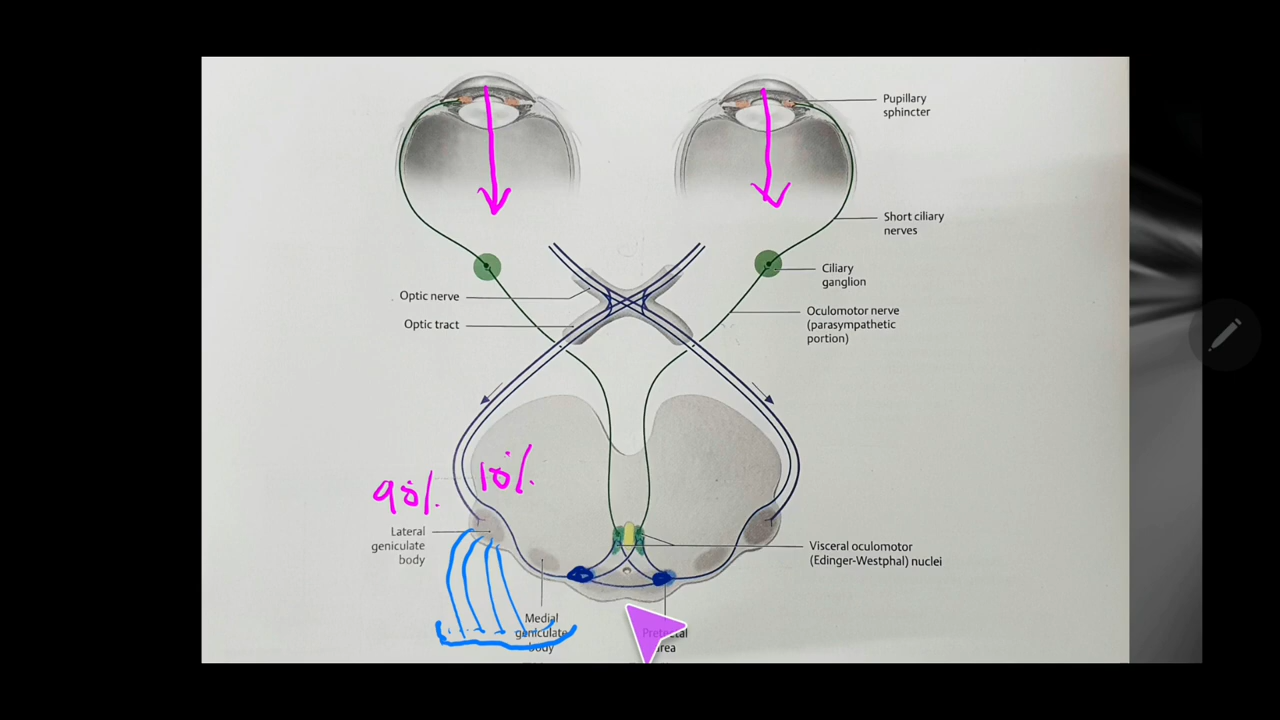 Pupillary
sphincter
Short ciliary
nerves
Ciliary
ganglion
Optic nerve
Optic tract
Oculomotor nerve
(parasympathetic
portion)
90%.
10%.
Lateral
geniculate
body
Visceral oculomotor
(Edinger-Westphal) nuclei
Medial
geniculate
body
Pretectal
area